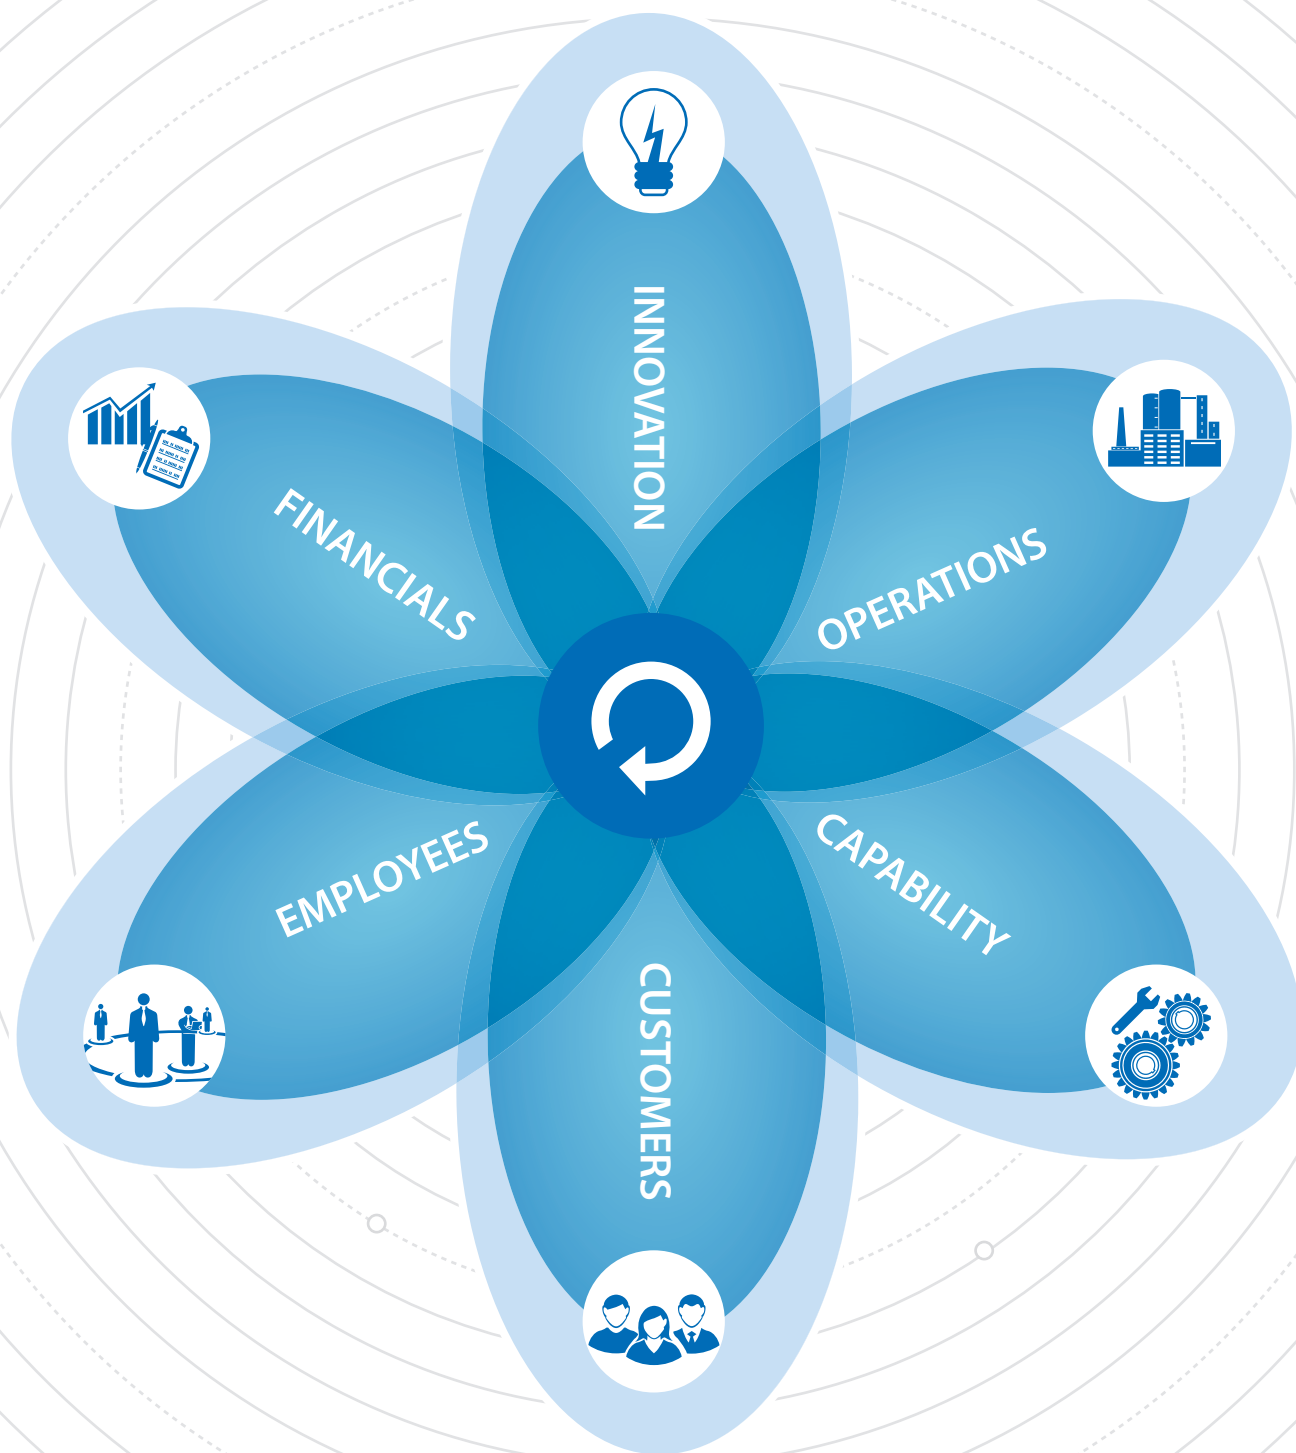 INNOVATION
OPERATIONS
CAPABILITY
CUSTOMERS
EMPLOYEES
FINANCIALS